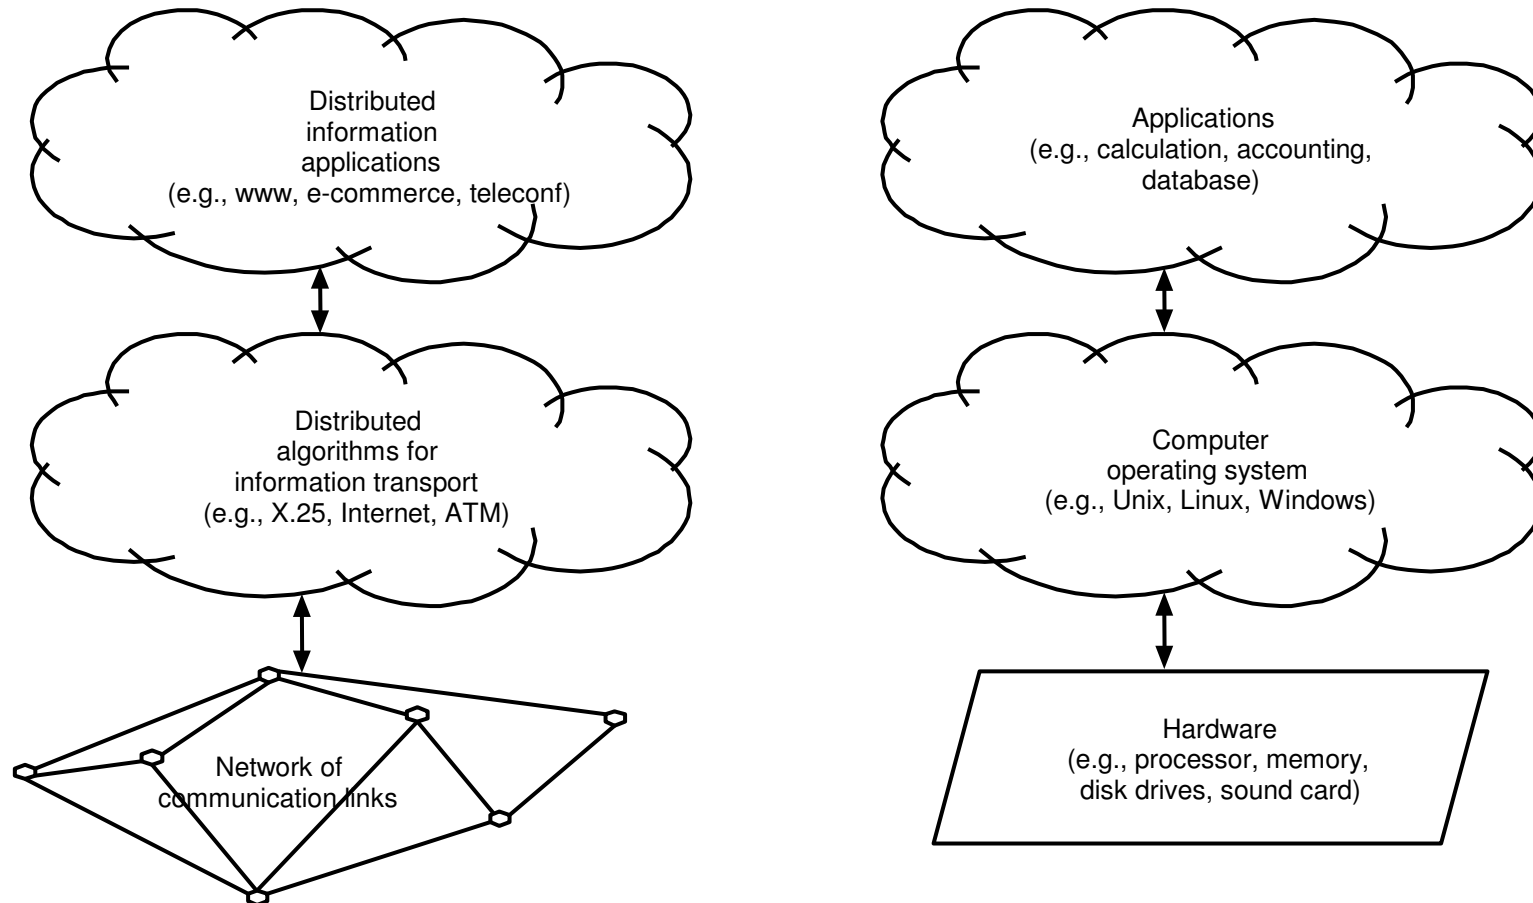 Distributed
information
applications
(e.g., www, e-commerce, teleconf)
Applications
(e.g., calculation, accounting,
database)
Distributed
algorithms for
information transport
(e.g., X.25, Internet, ATM)
Computer
operating system
(e.g., Unix, Linux, Windows)
Network of
communication links
Hardware
(e.g., processor, memory,
disk drives, sound card)